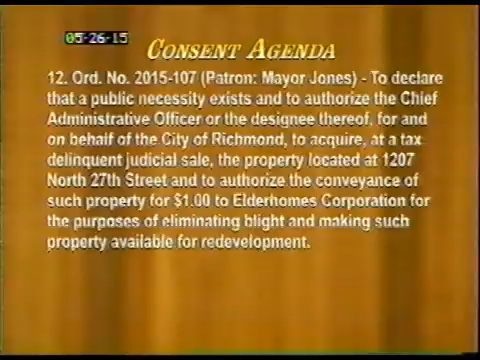 05-26-15
CONSENT AGENDA
12. Ord. No. 2015-107 (Patron: Mayor Jones) - To declare
that a public necessity exists and to authorize the Chief
Administrative Officer or the designee thereof, for and
on behalf of the City of Richmond, to acquire, at a tax
delinquent judicial sale, the property located at 1207
North 27th Street and to authorize the conveyance of
such property for $1.00 to Elderhomes Corporation for
the purposes of eliminating blight and making such
property available for redevelopment.